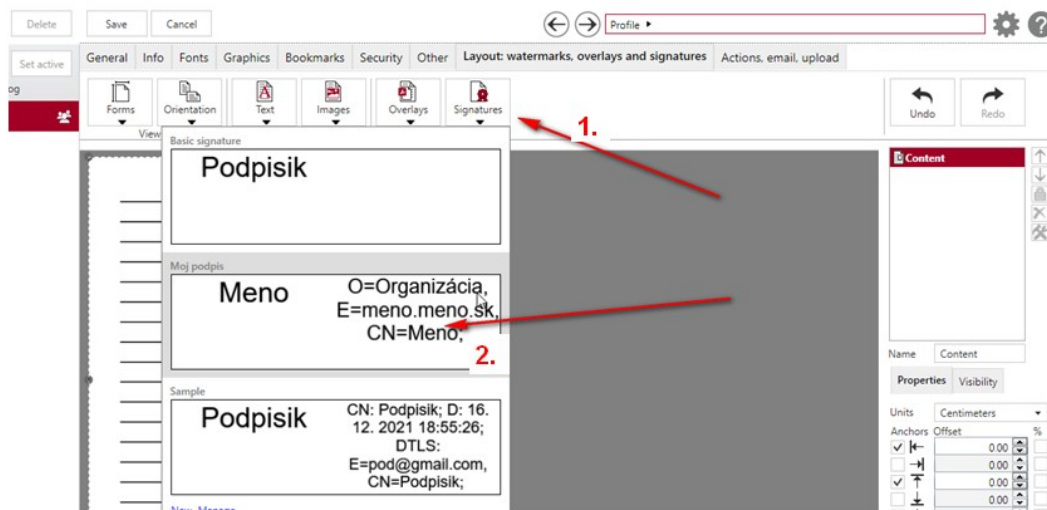 Delete
Save
Cancel
Profile
Set active
General Info Fonts Graphics Bookmarks Security Other Layout: watermarks, overlays and signatures Actions, email, upload
og
Forms
Orientation
Text
Images
Overlays
Signatures
Undo
Redo
View
1.
Basic signature
Podpisik
Content
Moj podpis
Meno
O=Organizácia,
E=meno.meno.sk,
CN=Meno;
2.
Name Content
Properties Visibility
Sample
Podpisik
CN: Podpisik; D: 16.
12. 2021 18:55:26;
DTLS:
E=pod@gmail.com,
CN=Podpisik;
Units Centimeters
Anchors Offset %
0.00
0.00
0.00
0.00
New Manage